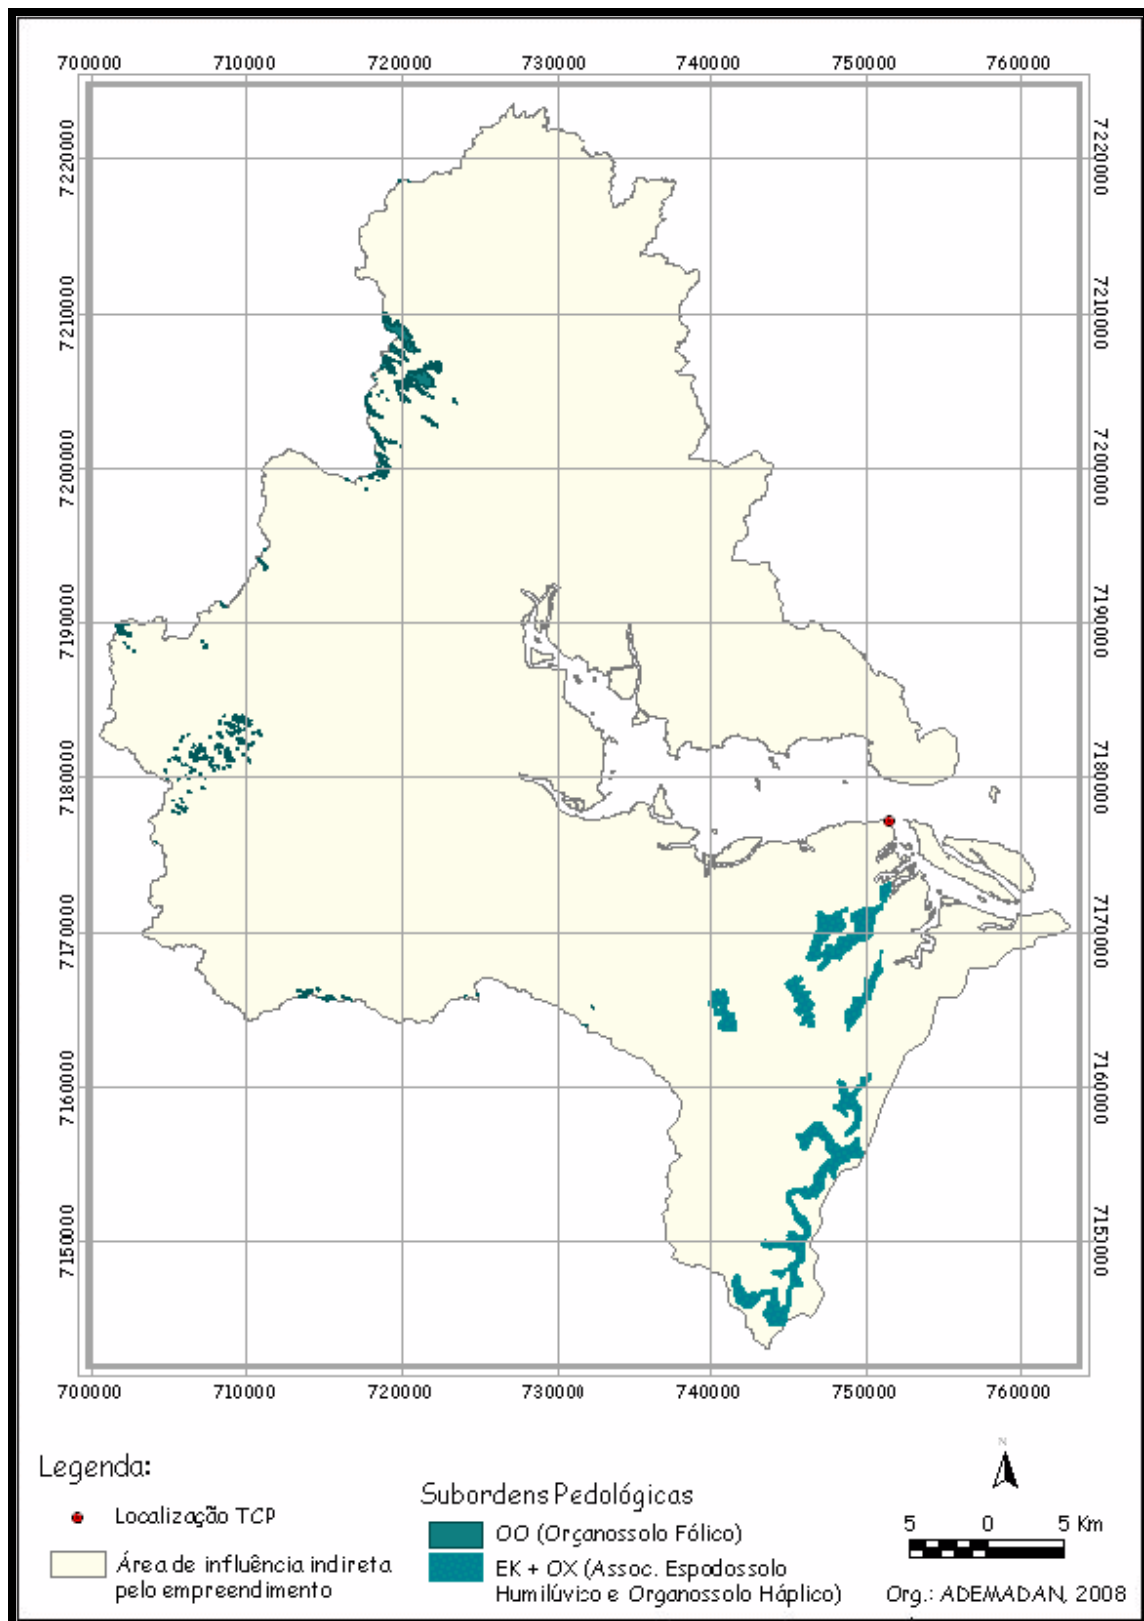 700000 710000 720000 730000 740000 750000 760000
7220000 7220000
7210000 7210000
7200000 7200000
7190000 7190000
7180000 7180000
7170000 7170000
7160000 7160000
7150000 7150000
700000 710000 720000 730000 740000 750000 760000
Legenda:
Localização TCP
Área de influência indireta
pelo empreendimento
Subordens Pedológicas
OO (Organossolo Fólico)
EK + OX (Assoc. Espodossolo
Humilúvico e Organossolo Háplico)
N
5 0 5 Km
Org.: ADEMADAN, 2008